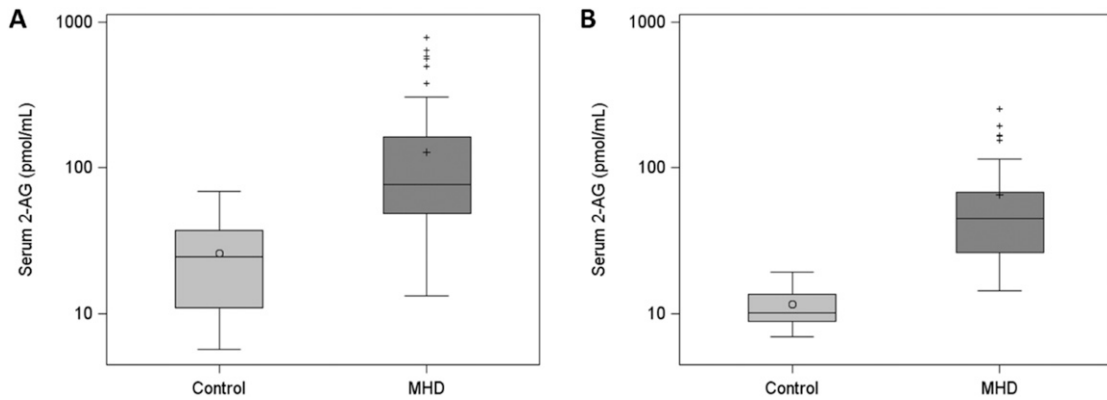 A
Serum 2-AG (pmol/mL)
1000
100
10
Control
MHD
B
Serum 2-AG (pmol/mL)
1000
100
10
Control
MHD